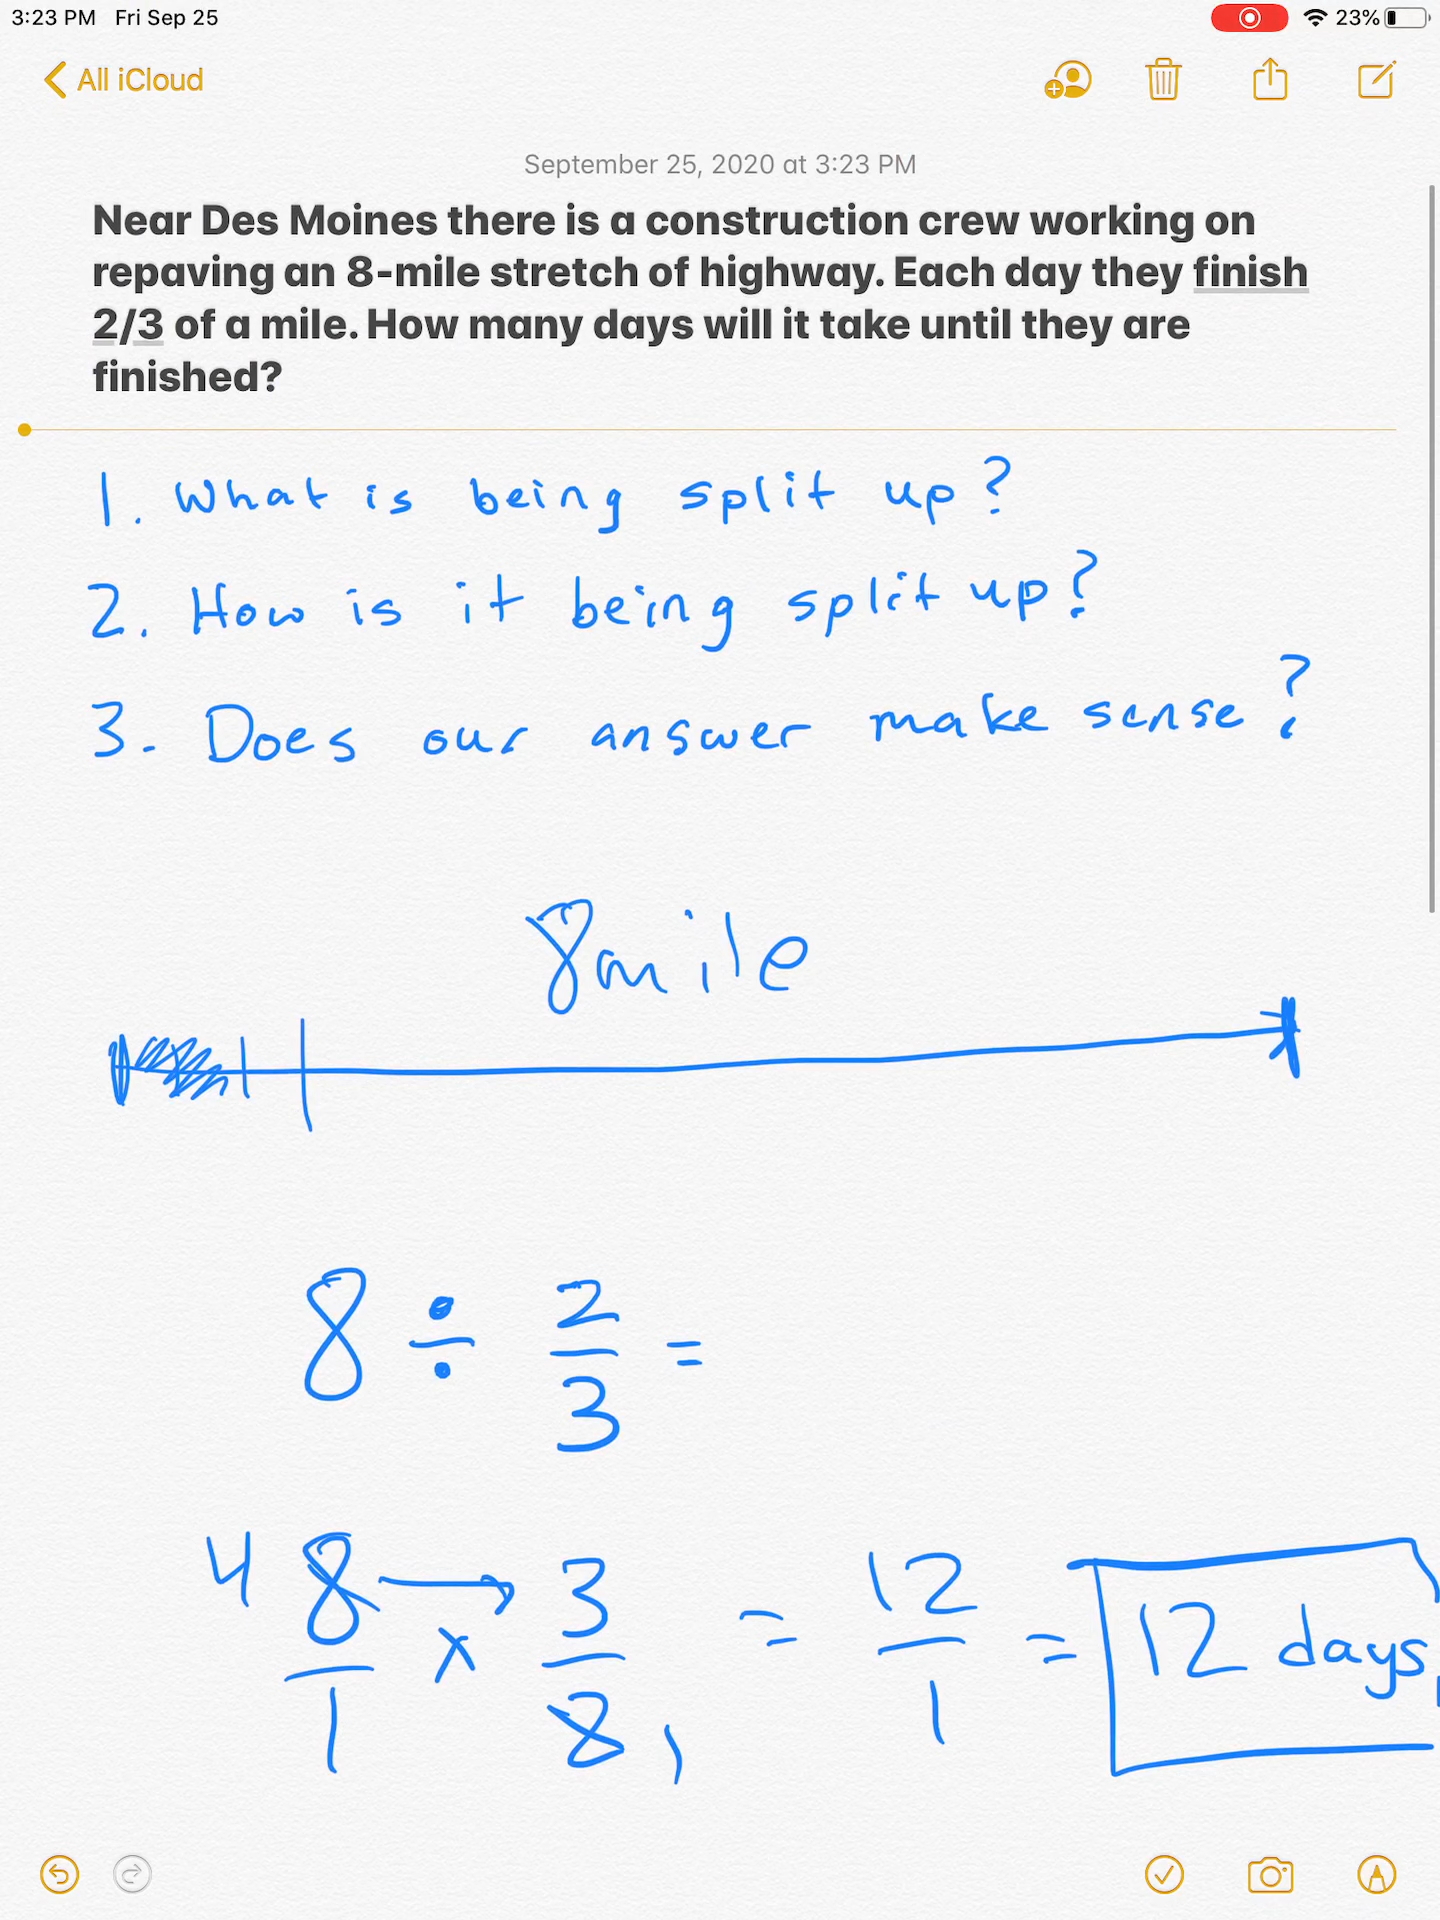 3:23 PM Fri Sep 25 23%
All iCloud
September 25, 2020 at 3:23 PM
Near Des Moines there is a construction crew working on
repaving an 8-mile stretch of highway. Each day they finish
2/3 of a mile. How many days will it take until they are
finished?
1. What is being split up?
2. How is it being split up?
3. Does our answer make sense?
8 mile
8 ÷ 2/3 =
4 8/1 x 3/2 1 = 12/1 = 12 days